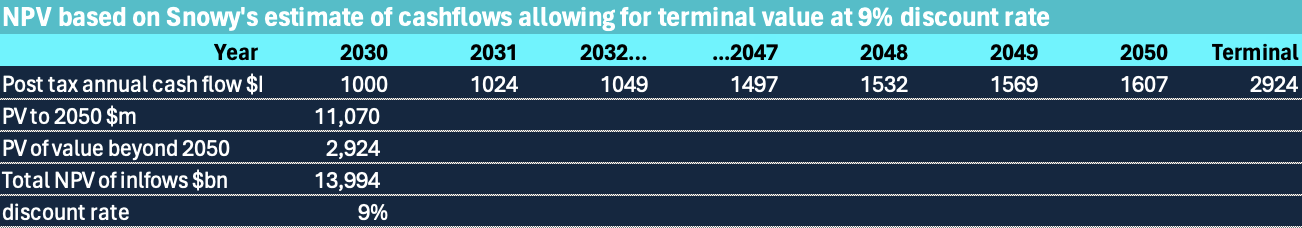 NPV based on Snowy's estimate of cashflows allowing for terminal value at 9% discount rate
Year 2030 2031 2032... ...2047 2048 2049 2050 Terminal
Post tax annual cash flow $l 1000 1024 1049 1497 1532 1569 1607 2924
PV to 2050 $m 11,070
PV of value beyond 2050 2,924
Total NPV of inlfows $bn 13,994
discount rate 9%